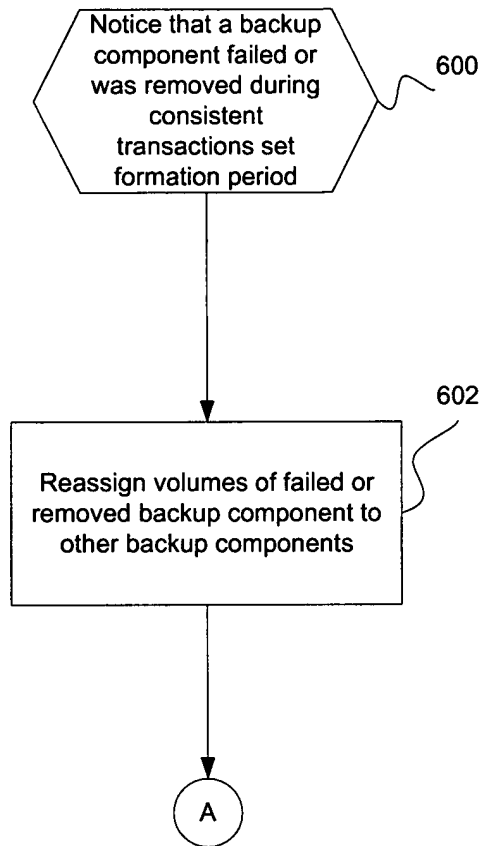 Notice that a backup
component failed or
was removed during
consistent
transactions set
formation period
600
602
Reassign volumes of failed or
removed backup component to
other backup components
A